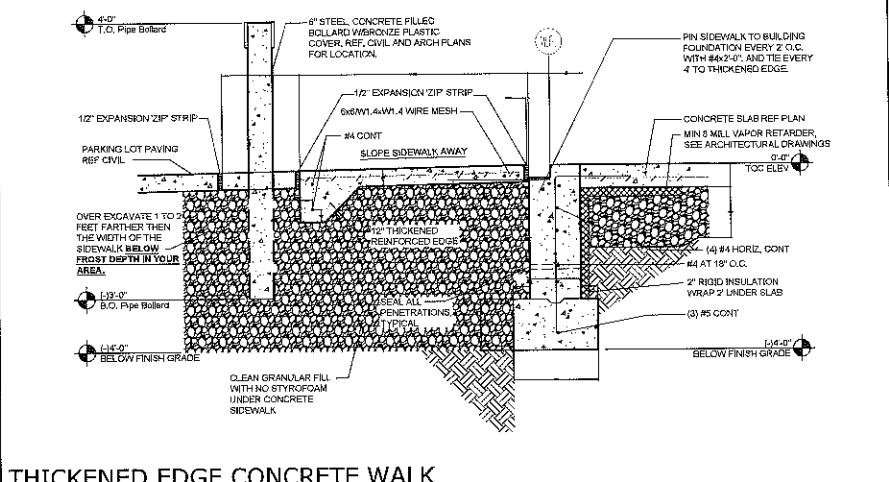 4'-0"
T.O. Pipe Bollard
6" STEEL, CONCRETE FILLED
BOLLARD W/BRONZE PLASTIC
COVER, REF. CIVIL AND ARCH PLANS
FOR LOCATION.
PIN SIDEWALK TO BUILDING
FOUNDATION EVERY 2' O.C.
WITH #4x2'-0". AND TIE EVERY
4' TO THICKENED EDGE.
1/2" EXPANSION 'ZIP' STRIP
1/2" EXPANSION 'ZIP' STRIP
6x6/W1.4xW1.4 WIRE MESH
#4 CONT
SLOPE SIDEWALK AWAY
PARKING LOT PAVING
REF CIVIL
CONCRETE SLAB REF PLAN
MIN 8 MILL VAPOR RETARDER,
SEE ARCHITECTURAL DRAWINGS
0'-0"
TOC ELEV
OVER EXCAVATE 1 TO 2
FEET FARTHER THEN
THE WIDTH OF THE
SIDEWALK BELOW
FROST DEPTH IN YOUR
AREA.
12" THICKENED
REINFORCED EDGE
(4) #4 HORIZ. CONT
#4 AT 18" O.C.
2" RIGID INSULATION
WRAP 2' UNDER SLAB
(3) #5 CONT
SEAL ALL
PENETRATIONS,
TYPICAL
(-)3'-0"
B.O. Pipe Bollard
(-)4'-0"
BELOW FINISH GRADE
(-)4'-0"
BELOW FINISH GRADE
CLEAN GRANULAR FILL
WITH NO STYROFOAM
UNDER CONCRETE
SIDEWALK
THICKENED EDGE CONCRETE WALK